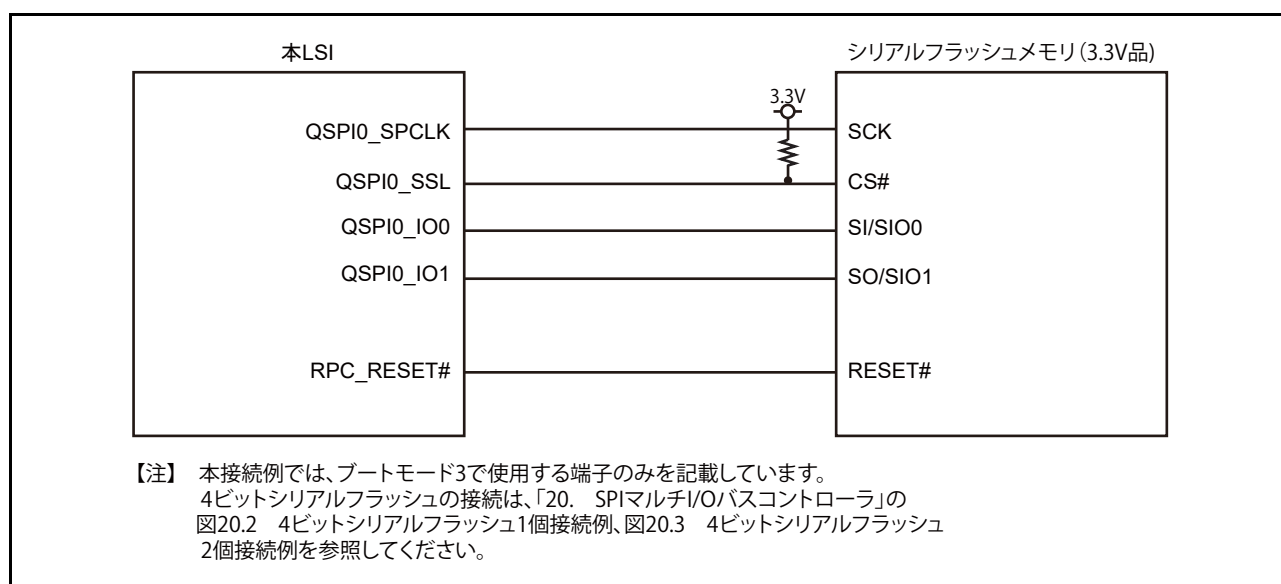 本LSI
シリアルフラッシュメモリ(3.3V品)
3.3V
QSPI0_SPCLK
SCK
QSPI0_SSL
CS#
QSPI0_IO0
SI/SIO0
QSPI0_IO1
SO/SIO1
RPC_RESET#
RESET#
【注】 本接続例では、ブートモード3で使用する端子のみを記載しています。
4ビットシリアルフラッシュの接続は、「20. SPIマルチI/Oバスコントローラ」の
図20.2 4ビットシリアルフラッシュ1個接続例、図20.3 4ビットシリアルフラッシュ
2個接続例を参照してください。